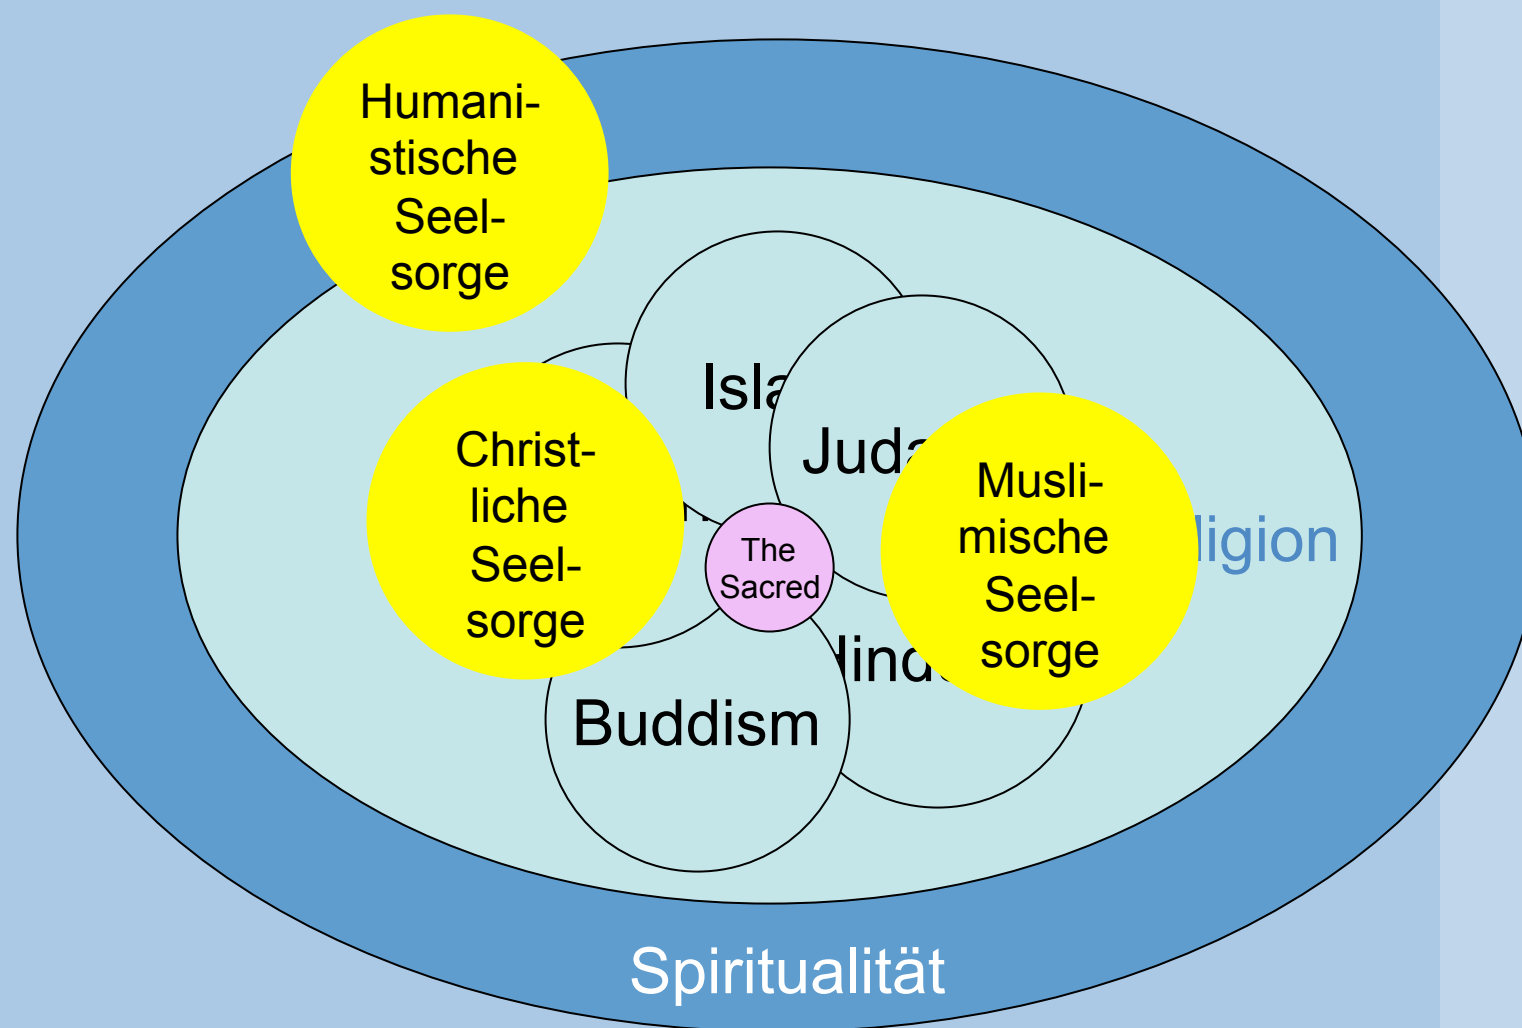 Humani-
stische
Seel-
sorge
Isla
Juda
Christ-
liche
Seel-
sorge
Musli-
mische
Seel-
sorge
ligion
The
Sacred
Buddism
Spiritualität